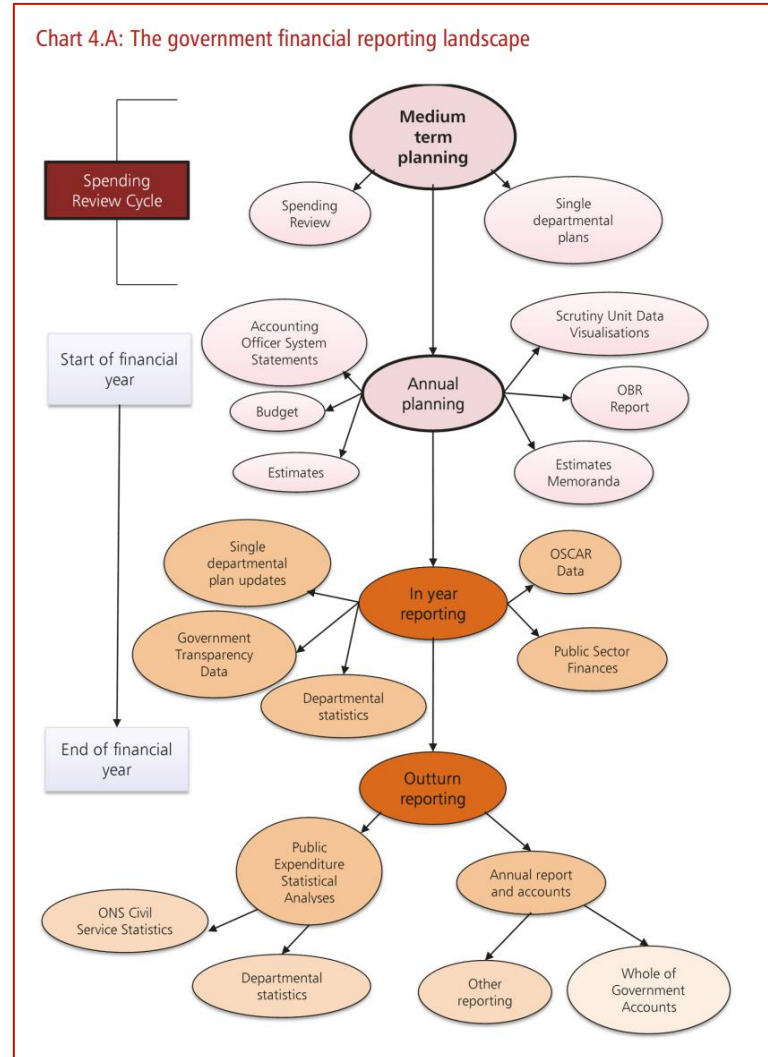 Chart 4.A: The government financial reporting landscape
Medium
term
planning
Spending
Review Cycle
Spending
Review
Single
departmental
plans
Accounting
Officer System
Statements
Scrutiny Unit Data
Visualisations
Start of financial
year
Annual
planning
OBR
Report
Budget
Estimates
Estimates
Memoranda
Single
departmental
plan updates
OSCAR
Data
In year
reporting
Government
Transparency
Data
Public Sector
Finances
Departmental
statistics
End of financial
year
Outturn
reporting
Public
Expenditure
Statistical
Analyses
Annual report
and accounts
ONS Civil
Service Statistics
Departmental
statistics
Other
reporting
Whole of
Government
Accounts